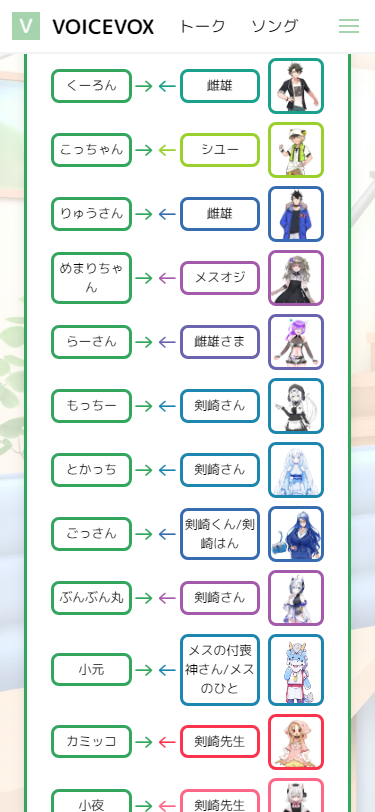 V VOICEVOX トーク ソング
くーろん → ← 雌雄
こっちゃん → ← シユー
りゅうさん → ← 雌雄
めまりちゃ
ん → ← メスオジ
らーさん → ← 雌雄さま
もっちー → ← 剣崎さん
とかっち → ← 剣崎さん
ごっさん → ← 剣崎くん/剣
崎はん
ぶんぶん丸 → ← 剣崎さん
小元 → ← メスの付喪
神さん/メス
のひと
カミッコ → ← 剣崎先生
小夜 → ← 剣崎先生